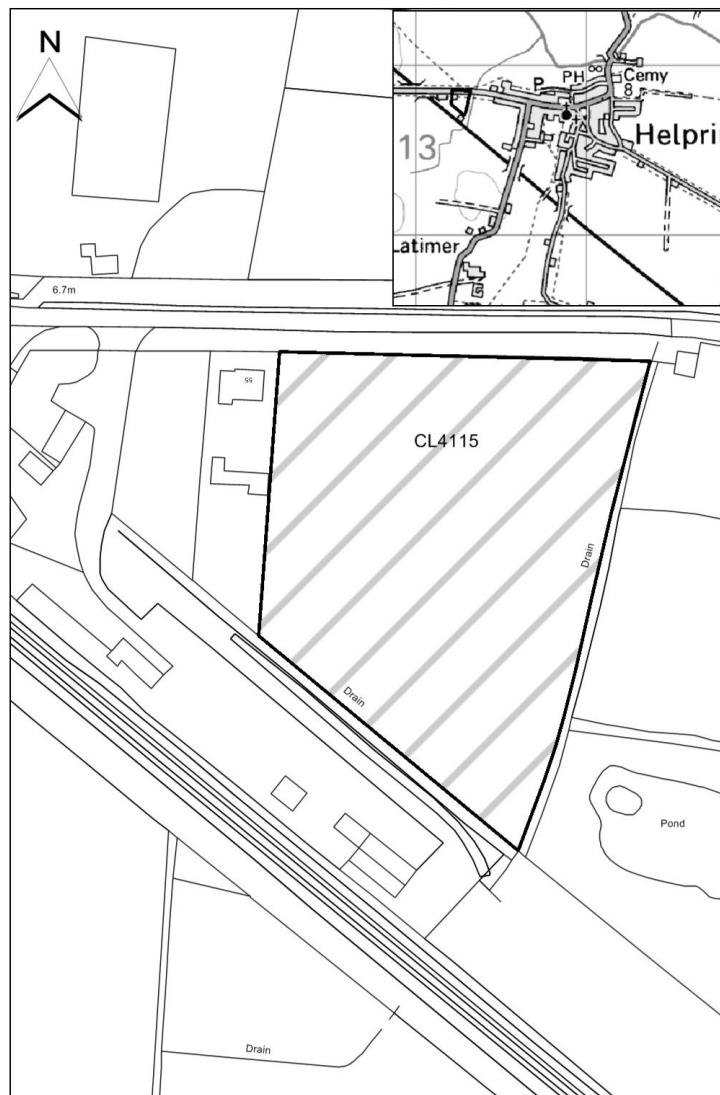 N
P
PH
Cemy
8
Helpri
13
Latimer
6.7m
55
CL4115
Drain
Drain
Pond
Drain